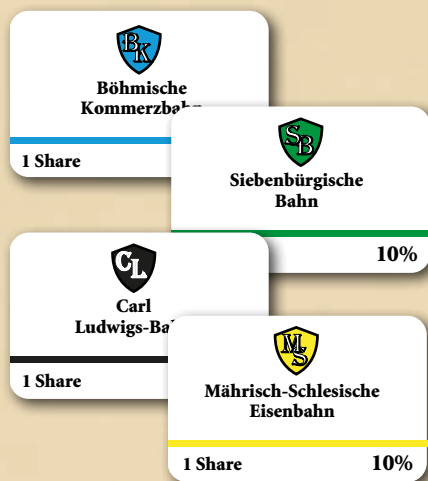 BK
Böhmische
Kommerzbahn
1 Share
SB
Siebenbürgische
Bahn
10%
CL
Carl
Ludwigs-Ba
1 Share
MS
Mährisch-Schlesische
Eisenbahn
1 Share 10%